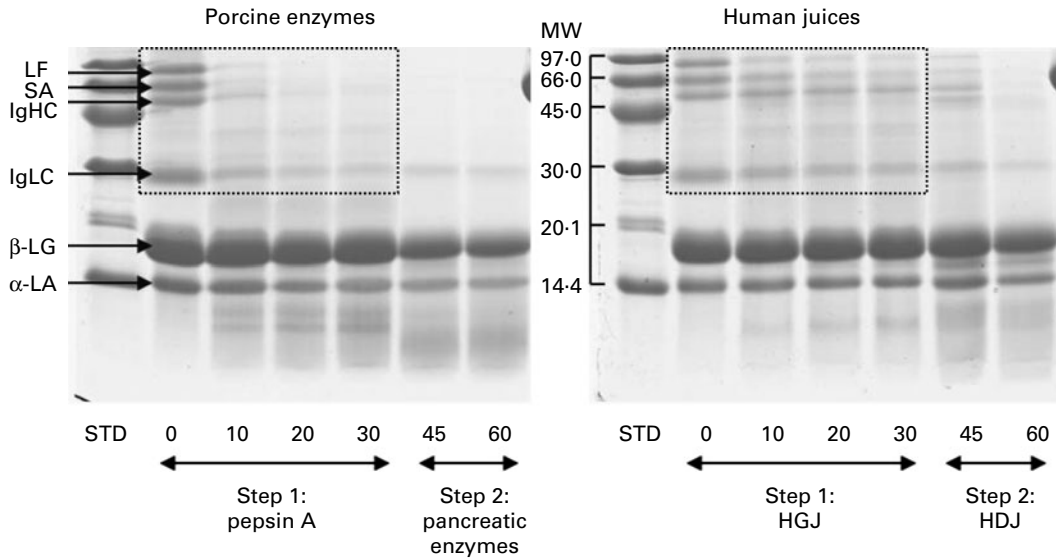 Porcine enzymes
Human juices
MW
LF
SA
IgHC
IgLC
β-LG
α-LA
97·0
66·0
45·0
30·0
20·1
14·4
STD 0 10 20 30 45 60
Step 1:
pepsin A
Step 2:
pancreatic
enzymes
STD 0 10 20 30 45 60
Step 1:
HGJ
Step 2:
HDJ